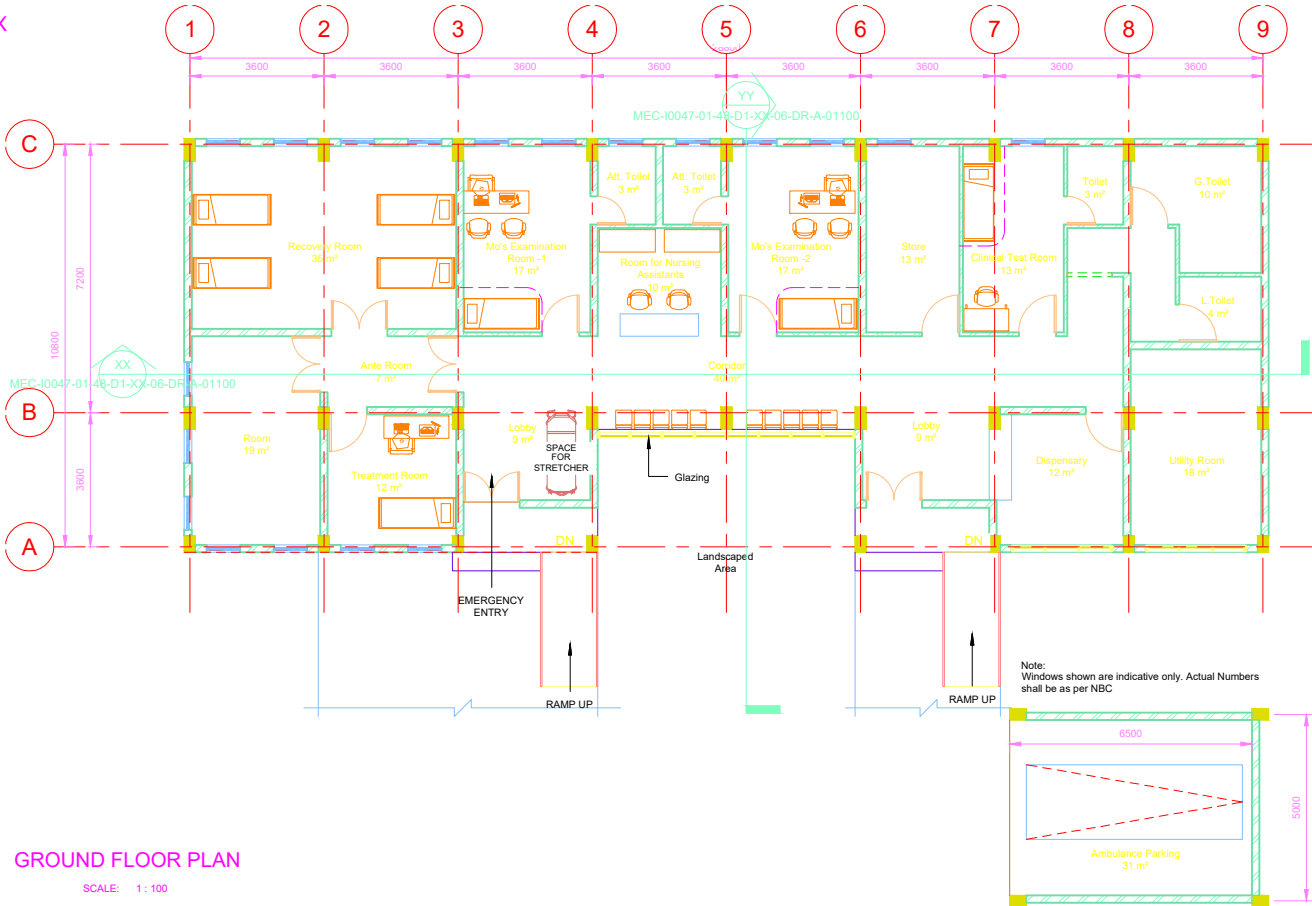 X
1 2 3 4 5 6 7 8 9
3600 3600 3600 3600 3600 3600 3600 3600
YY
MEC-I0047-01-48-D1-XX-06-DR-A-01100
C
Att. Toilet
3 m²
Att. Toilet
3 m²
Toilet
3 m²
G.Toilet
10 m²
Recovery Room
Mo's Examination
Room -1
17 m²
Room for Nursing
Assistants
10 m²
Mo's Examination
Room -2
17 m²
Store
13 m²
Clinical Test Room
13 m²
L.Toilet
4 m²
7200
10800
XX
MEC-I0047-01-48-D1-XX-06-DR-A-01100
Ante Room
7 m²
Corridor
B
Room
19 m²
Lobby
9 m²
SPACE
FOR
STRETCHER
Lobby
9 m²
Treatment Room
12 m²
Glazing
Dispensary
12 m²
Utility Room
3600
A
DN
DN
Landscaped
Area
EMERGENCY
ENTRY
RAMP UP
RAMP UP
Note:
Windows shown are indicative only. Actual Numbers
shall be as per NBC
6500
5000
Ambulance Parking
31 m²
GROUND FLOOR PLAN
SCALE: 1 : 100